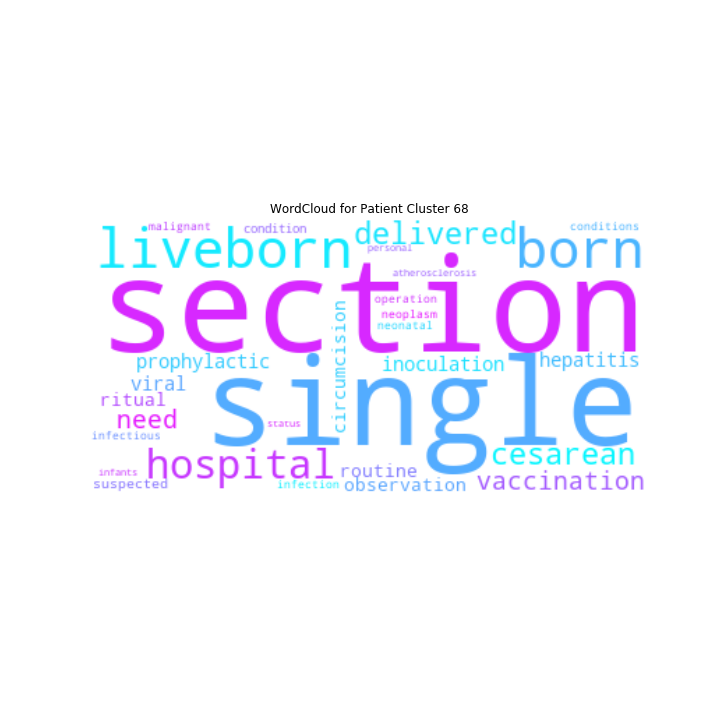 WordCloud for Patient Cluster 68
malignant
condition
delivered
conditions
liveborn
personal
born
atherosclerosis
section
operation
neoplasm
neonatal
circumcision
prophylactic
inoculation
hepatitis
viral
single
ritual
need
status
infectious
cesarean
hospital
infants
routine
suspected
infection
observation
vaccination